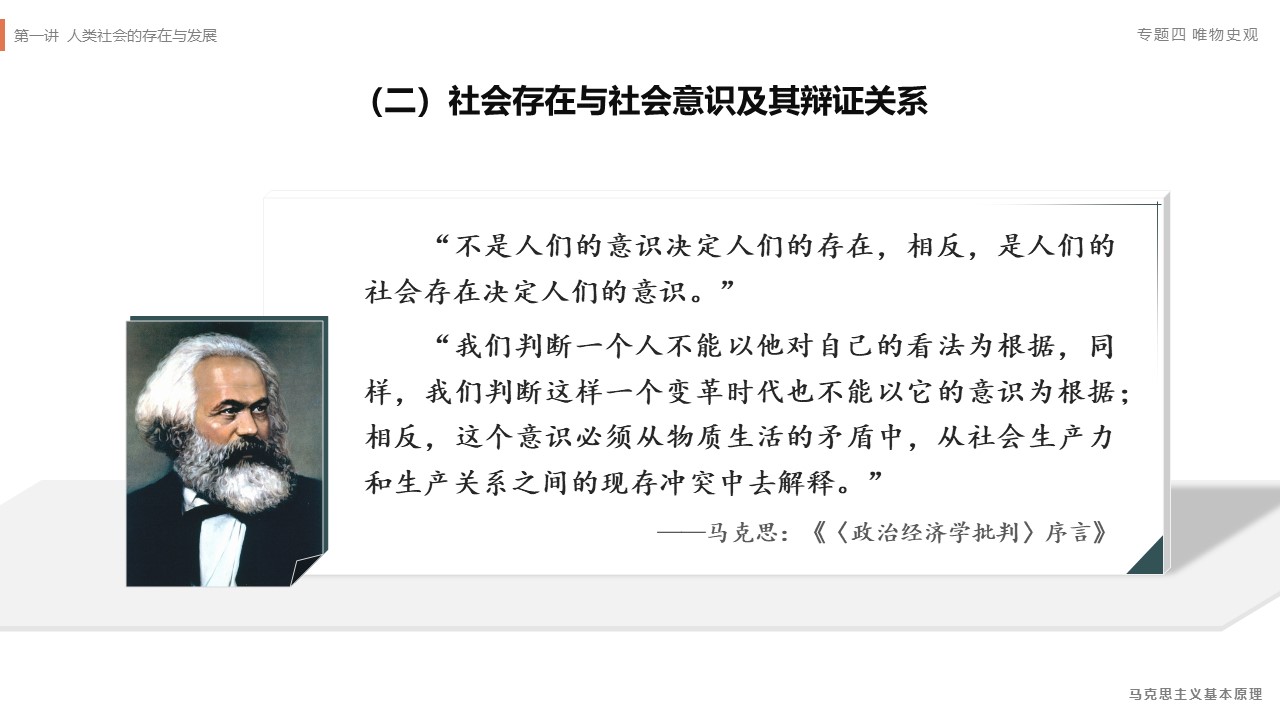 第一讲 人类社会的存在与发展
专题四 唯物史观
（二）社会存在与社会意识及其辩证关系
“不是人们的意识决定人们的存在，相反，是人们的
社会存在决定人们的意识。”
“我们判断一个人不能以他对自己的看法为根据，同
样，我们判断这样一个变革时代也不能以它的意识为根据；
相反，这个意识必须从物质生活的矛盾中，从社会生产力
和生产关系之间的现存冲突中去解释。”
——马克思：《〈政治经济学批判〉序言》
马克思主义基本原理